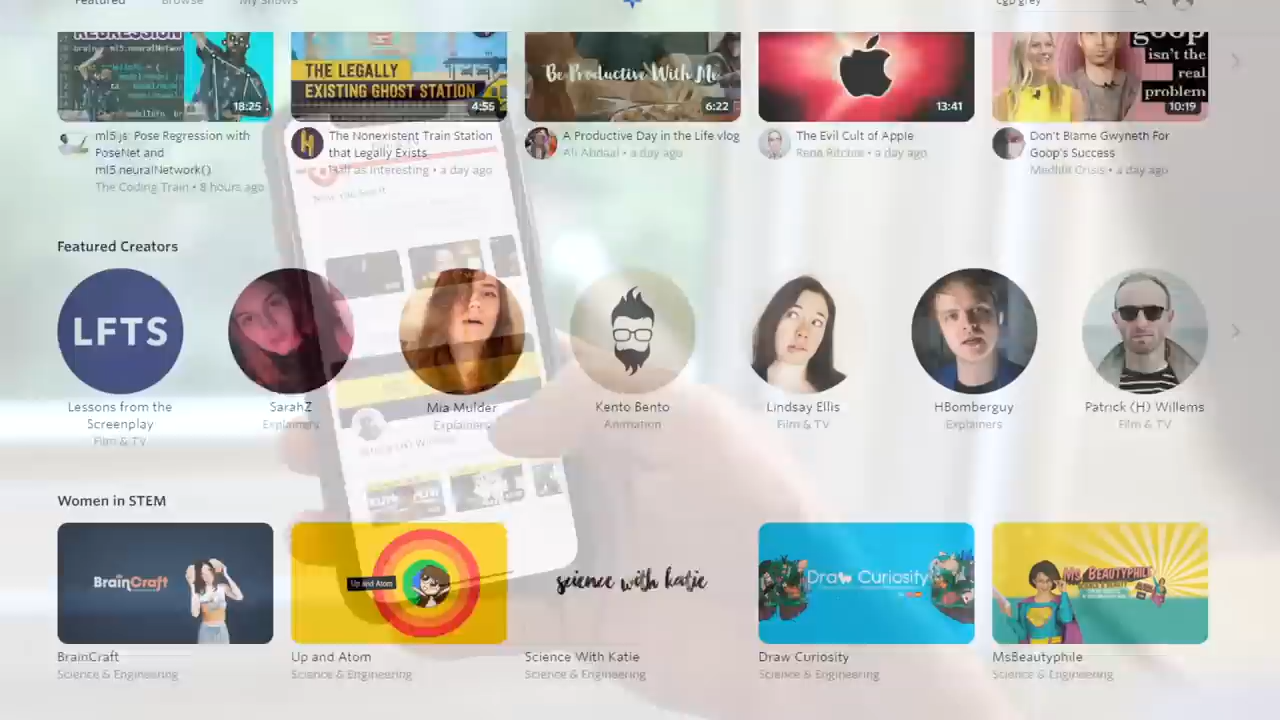 Featured Browse My Shows
cgp grey
REGRESSION
18:25
THE LEGALLY
EXISTING GHOST STATION
4:55
Be Productive With Me
6:22
13:41
goop
isn't the
real
problem
10:19
ml5.js: Pose Regression with
PoseNet and
ml5.neuralNetwork()
The Coding Train • 8 hours ago
The Nonexistent Train Station
that Legally Exists
Half as Interesting • a day ago
A Productive Day in the Life vlog
Ali Abdaal • a day ago
The Evil Cult of Apple
Rene Ritchie • a day ago
Don't Blame Gwyneth For
Goop's Success
Medlife Crisis • a day ago
Featured Creators
LFTS
Lessons from the
Screenplay
Film & TV
SarahZ
Explainers
Mia Mulder
Explainers
Kento Bento
Animation
Lindsay Ellis
Film & TV
HBomberguy
Explainers
Patrick (H) Willems
Film & TV
Women in STEM
BrainCraft
Up and Atom
science with katie
Draw Curiosity
MS. BEAUTYPHILE
BrainCraft
Science & Engineering
Up and Atom
Science & Engineering
Science With Katie
Science & Engineering
Draw Curiosity
Science & Engineering
MsBeautyphile
Science & Engineering